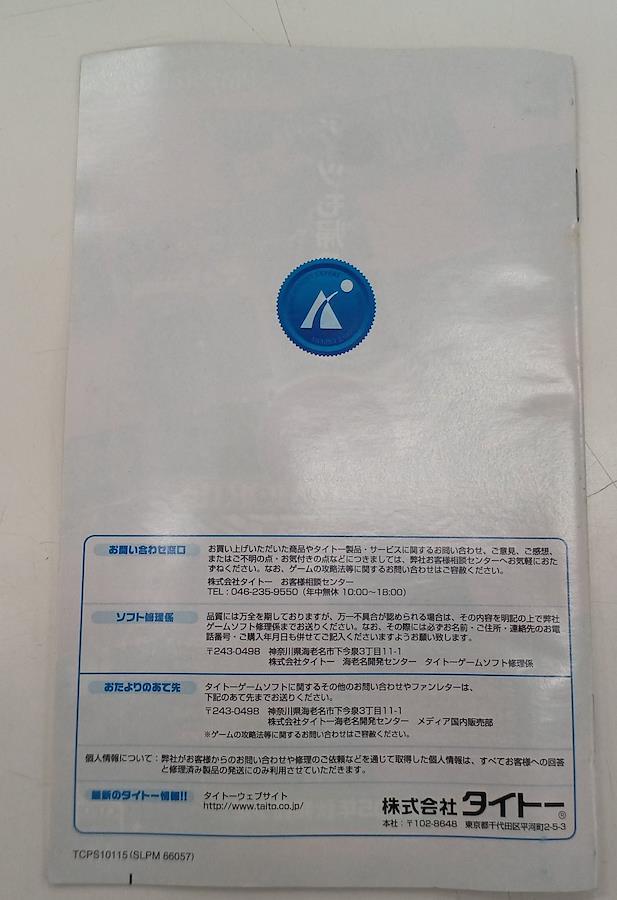 お問い合わせ窓口
お買い上げいただいた商品やタイトー製品・サービスに関するお問い合わせ、ご意見、ご感想、
またはご不明の点・お気付きの点などにつきましては、弊社お客様相談センターへお気軽におた
ずねください。なお、ゲームの攻略法等に関するお問い合わせはご容赦ください。
株式会社タイトー お客様相談センター
TEL:046-235-9550(年中無休 10:00~18:00)
ソフト修理係
品質には万全を期しておりますが、万一不具合が認められる場合は、その内容を明記の上で弊社
ゲームソフト修理係までお送りください。なお、その際には必ずお名前・ご住所・連絡先のお電
話番号・ご購入年月日も併せてご記入くださいますようお願い致します。
〒243-0498 神奈川県海老名市下今泉3丁目11-1
株式会社タイトー 海老名開発センター タイトーゲームソフト修理係
おたよりのあて先
タイトーゲームソフトに関するその他のお問い合わせやファンレターは、
下記のあて先までお送りください。
〒243-0498 神奈川県海老名市下今泉3丁目11-1
株式会社タイトー海老名開発センター メディア国内販売部
※ゲームの攻略法等に関するお問い合わせはご容赦ください。
個人情報について:弊社がお客様からのお問い合わせや修理のご依頼などを通じて取得した個人情報は、すべてお客様への回答
と修理済み製品の発送にのみ利用させていただきます。
最新のタイトー情報!!
タイトーウェブサイト
http://www.taito.co.jp/
株式会社タイトー®
本社:〒102-8648 東京都千代田区平河町2-5-3
TCPS10115(SLPM 66057)